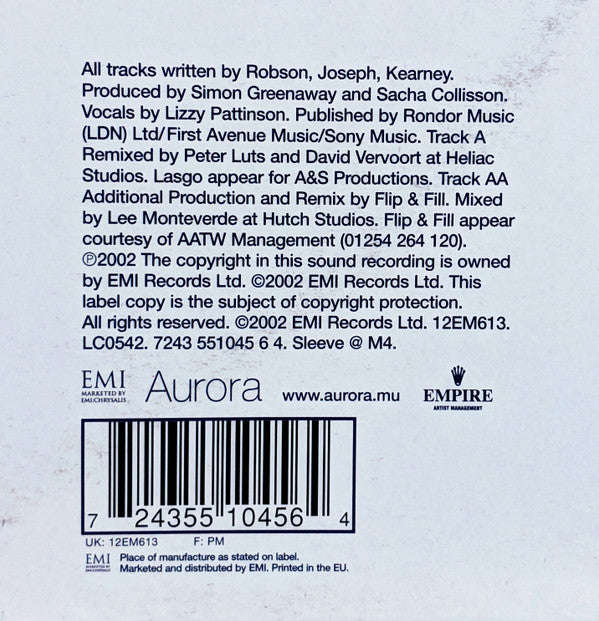 All tracks written by Robson, Joseph, Kearney.
Produced by Simon Greenaway and Sacha Collisson.
Vocals by Lizzy Pattinson. Published by Rondor Music
(LDN) Ltd/First Avenue Music/Sony Music. Track A
Remixed by Peter Luts and David Vervoort at Heliac
Studios. Lasgo appear for A&S Productions. Track AA
Additional Production and Remix by Flip & Fill. Mixed
by Lee Monteverde at Hutch Studios. Flip & Fill appear
courtesy of AATW Management (01254 264 120).
℗2002 The copyright in this sound recording is owned
by EMI Records Ltd. ©2002 EMI Records Ltd. This
label copy is the subject of copyright protection.
All rights reserved. ©2002 EMI Records Ltd. 12EM613.
LC0542. 7243 551045 6 4. Sleeve @ M4.
EMI
MARKETED BY
EMI:CHRYSALIS
Aurora www.aurora.mu
EMPIRE
ARTIST MANAGEMENT
7 24355 10456 4
UK: 12EM613 F: PM
EMI
Place of manufacture as stated on label.
Marketed and distributed by EMI. Printed in the EU.